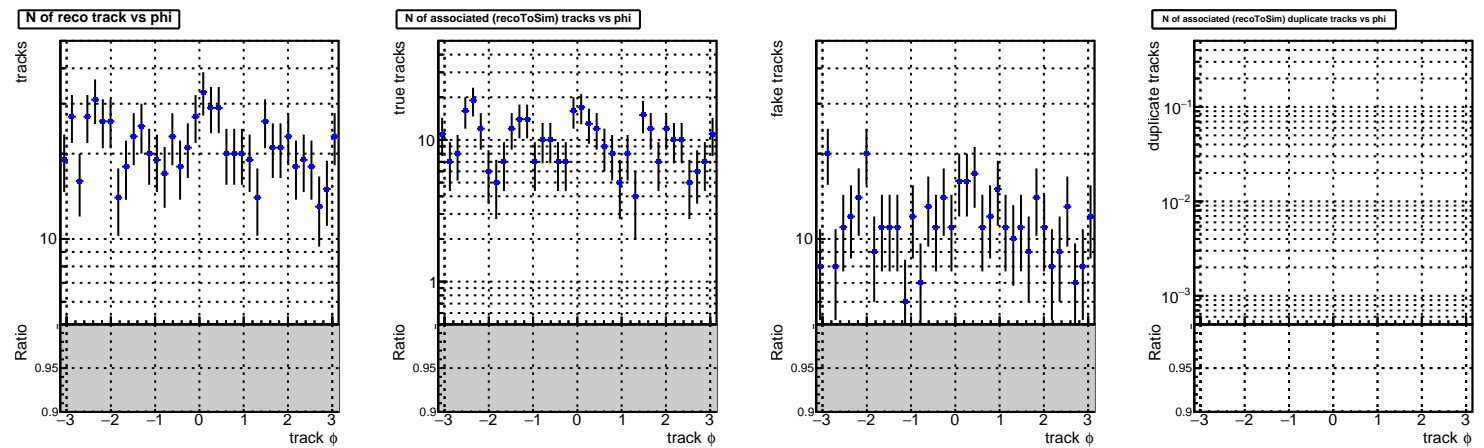 N of reco track vs phi
tracks
10
Ratio
0.95
0.9
−3 −2 −1 0 1 2 3
track ϕ
N of associated (recoToSim) tracks vs phi
true tracks
10
1
Ratio
0.95
0.9
−3 −2 −1 0 1 2 3
track ϕ
fake tracks
10
Ratio
0.95
0.9
−3 −2 −1 0 1 2 3
track ϕ
N of associated (recoToSim) duplicate tracks vs phi
duplicate tracks
10⁻¹
10⁻²
10⁻³
Ratio
0.95
0.9
−3 −2 −1 0 1 2 3
track ϕ